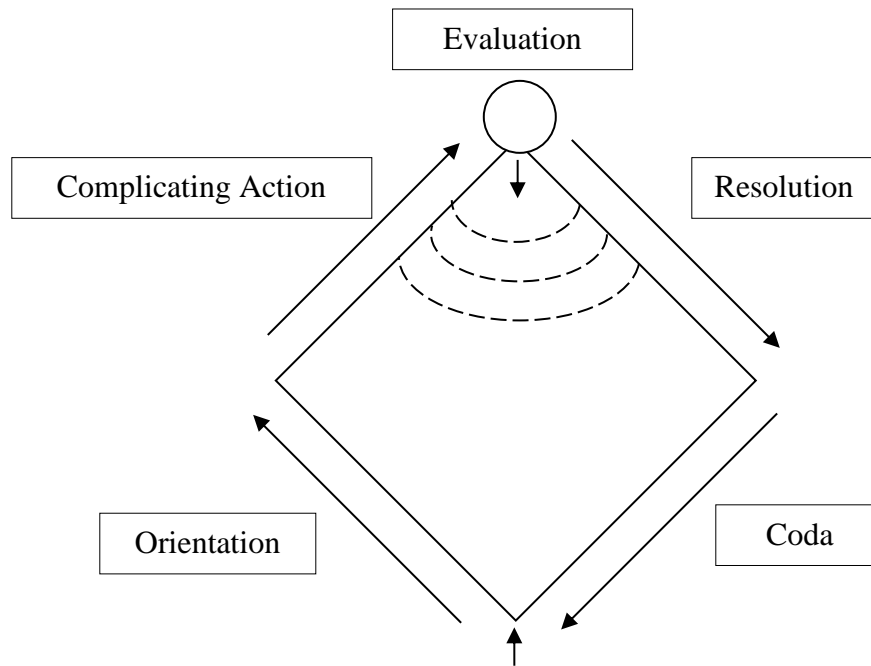 Evaluation
Complicating Action
Resolution
Orientation
Coda